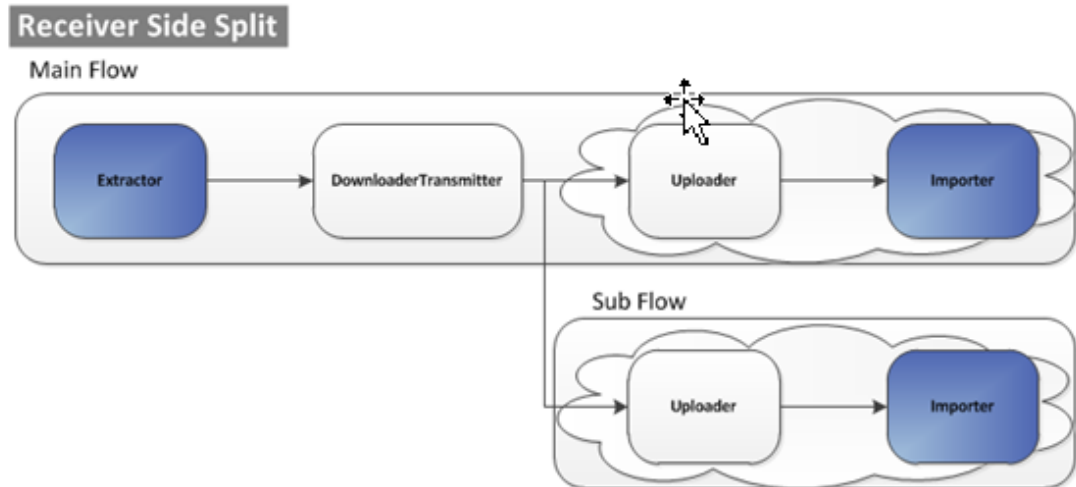 Receiver Side Split
Main Flow
Extractor
DownloaderTransmitter
Uploader
Importer
Sub Flow
Uploader
Importer